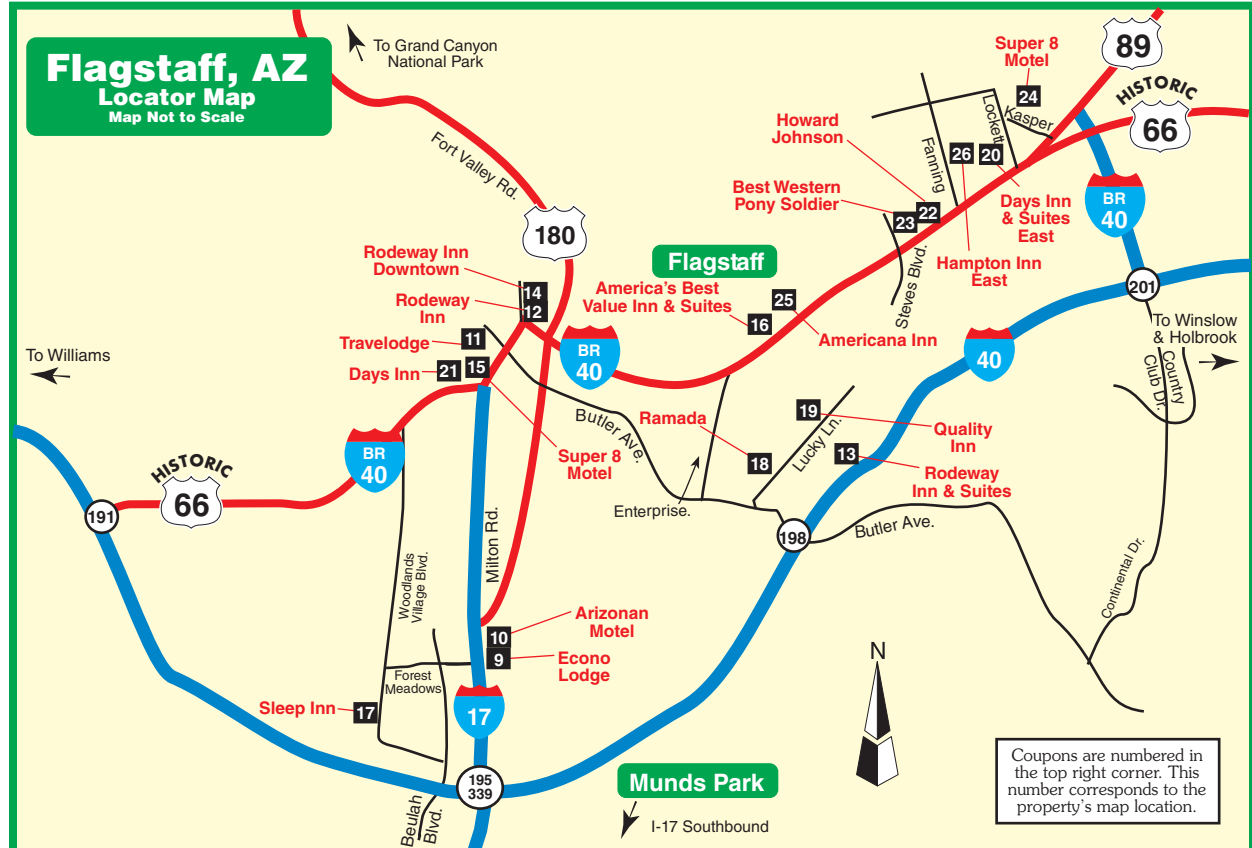 Flagstaff, AZ
Locator Map
Map Not to Scale
To Grand Canyon
National Park
Fort Valley Rd.
180
Super 8
Motel
24
89
HISTORIC
66
Kasper
Lockett
Fanning
Howard
Johnson
26
20
Best Western
Pony Soldier
22
23
Days Inn
& Suites
East
BR
40
Hampton Inn
East
Steves Blvd.
Flagstaff
Rodeway Inn
Downtown
14
Rodeway
Inn
12
America's Best
Value Inn & Suites
25
16
Americana Inn
201
To Winslow
& Holbrook
Country
Club Dr.
40
Travelodge
11
BR
40
To Williams
Days Inn
21
15
Butler Ave.
Ramada
18
Lucky Ln.
19
Quality
Inn
13
Rodeway
Inn & Suites
Super 8
Motel
BR
40
HISTORIC
66
191
Enterprise.
198
Butler Ave.
Continental Dr.
Milton Rd.
Woodlands
Village Blvd.
Arizonan
Motel
10
9
Econo
Lodge
Forest
Meadows
Sleep Inn
17
17
N
195
339
Beulah
Blvd.
Munds Park
I-17 Southbound
Coupons are numbered in
the top right corner. This
number corresponds to the
property's map location.